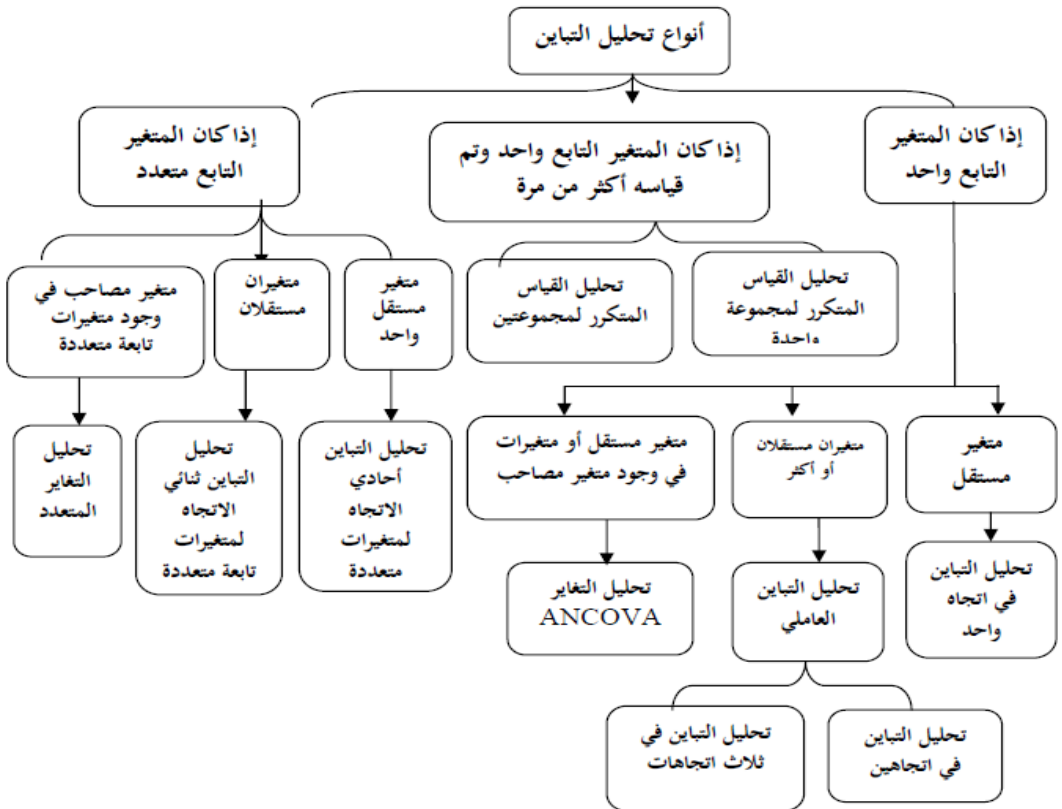 أنواع تحليل التباين
إذا كان المتغير
التابع واحد
إذا كان المتغير التابع واحد وتم
قياسه أكثر من مرة
إذا كان المتغير
التابع متعدد
تحليل القياس
المتكرر لمجموعة
واحدة
تحليل القياس
المتكرر لمجموعتين
متغير
مستقل
واحد
متغيران
مستقلان
متغير مصاحب في
وجود متغيرات
تابعة متعددة
متغير
مستقل
متغيران مستقلان
أو أكثر
متغير مستقل أو متغيرات
في وجود متغير مصاحب
تحليل التباين
أحادي
الاتجاه
لمتغيرات
متعددة
تحليل
التباين ثنائي
الاتجاه
لمتغيرات
تابعة متعددة
تحليل
التغاير
المتعدد
تحليل التباين
في اتجاه
واحد
تحليل التباين
العاملي
تحليل التغاير
ANCOVA
تحليل التباين
في اتجاهين
تحليل التباين في
ثلاث اتجاهات